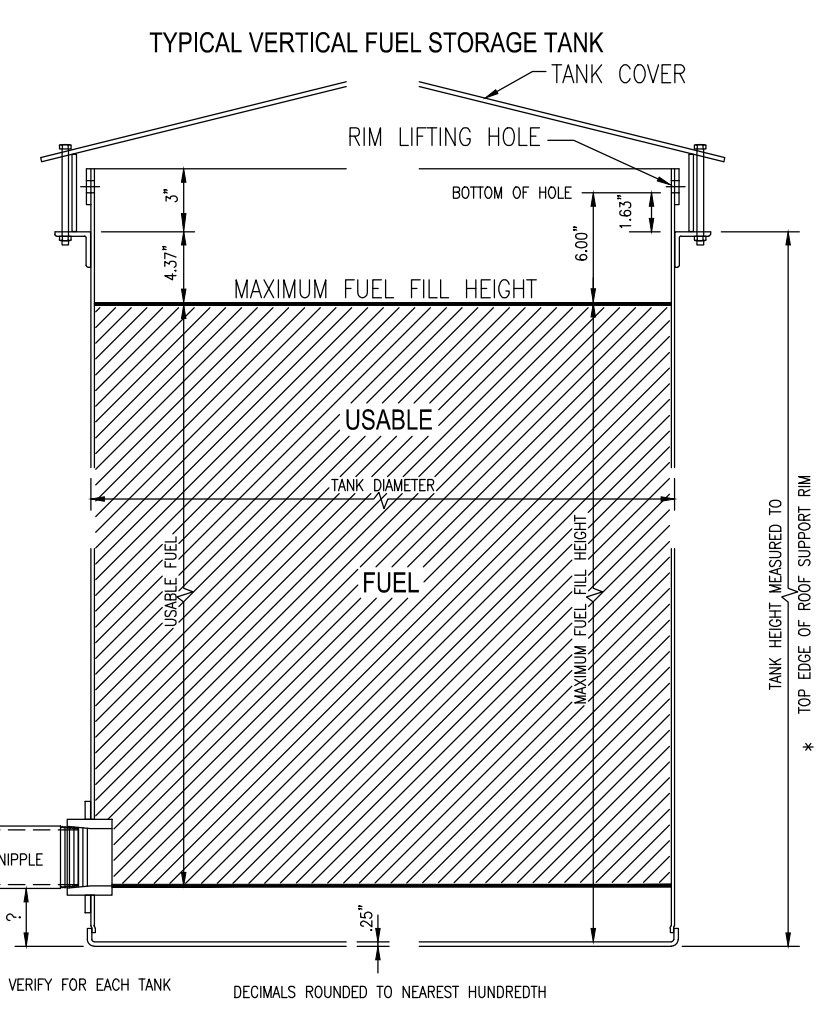 TYPICAL VERTICAL FUEL STORAGE TANK
TANK COVER
RIM LIFTING HOLE
BOTTOM OF HOLE
3"
1.63"
6.00"
4.37"
MAXIMUM FUEL FILL HEIGHT
USABLE
TANK DIAMETER
FUEL
USABLE FUEL
MAXIMUM FUEL FILL HEIGHT
TANK HEIGHT MEASURED TO
* TOP EDGE OF ROOF SUPPORT RIM
NIPPLE
?
.25"
VERIFY FOR EACH TANK
DECIMALS ROUNDED TO NEAREST HUNDREDTH